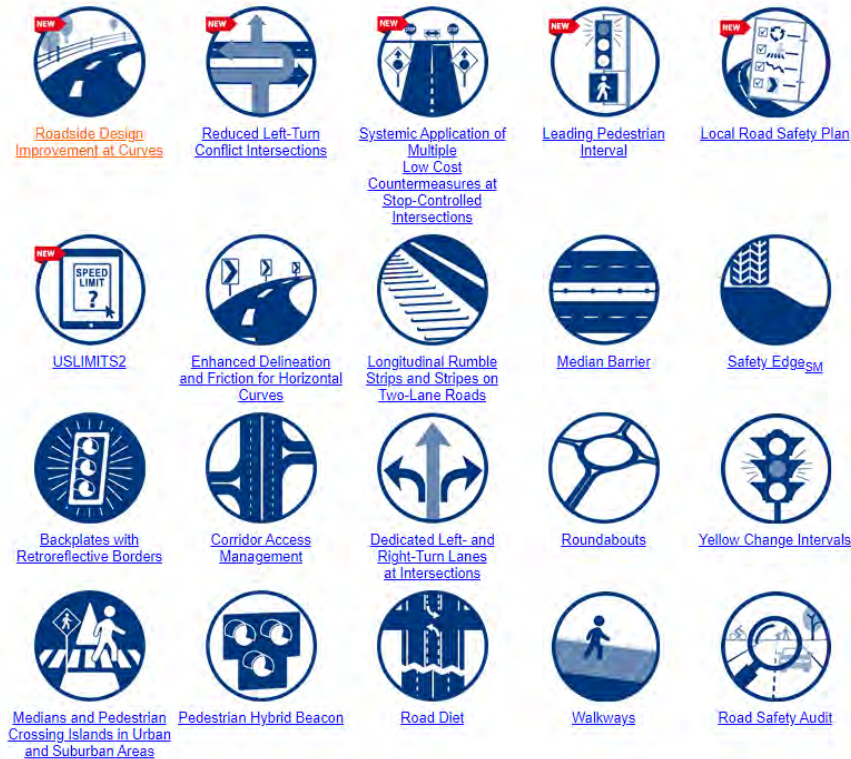 NEW
NEW
NEW
NEW
NEW
STOP
STOP
Roadside Design
Improvement at Curves
Reduced Left-Turn
Conflict Intersections
Systemic Application of
Multiple
Low Cost
Countermeasures at
Stop-Controlled
Intersections
Leading Pedestrian
Interval
Local Road Safety Plan
NEW
SPEED
LIMIT
?
USLIMITS2
Enhanced Delineation
and Friction for Horizontal
Curves
Longitudinal Rumble
Strips and Stripes on
Two-Lane Roads
Median Barrier
Safety EdgeSM
Backplates with
Retroreflective Borders
Corridor Access
Management
Dedicated Left- and
Right-Turn Lanes
at Intersections
Roundabouts
Yellow Change Intervals
Medians and Pedestrian
Crossing Islands in Urban
and Suburban Areas
Pedestrian Hybrid Beacon
Road Diet
Walkways
Road Safety Audit